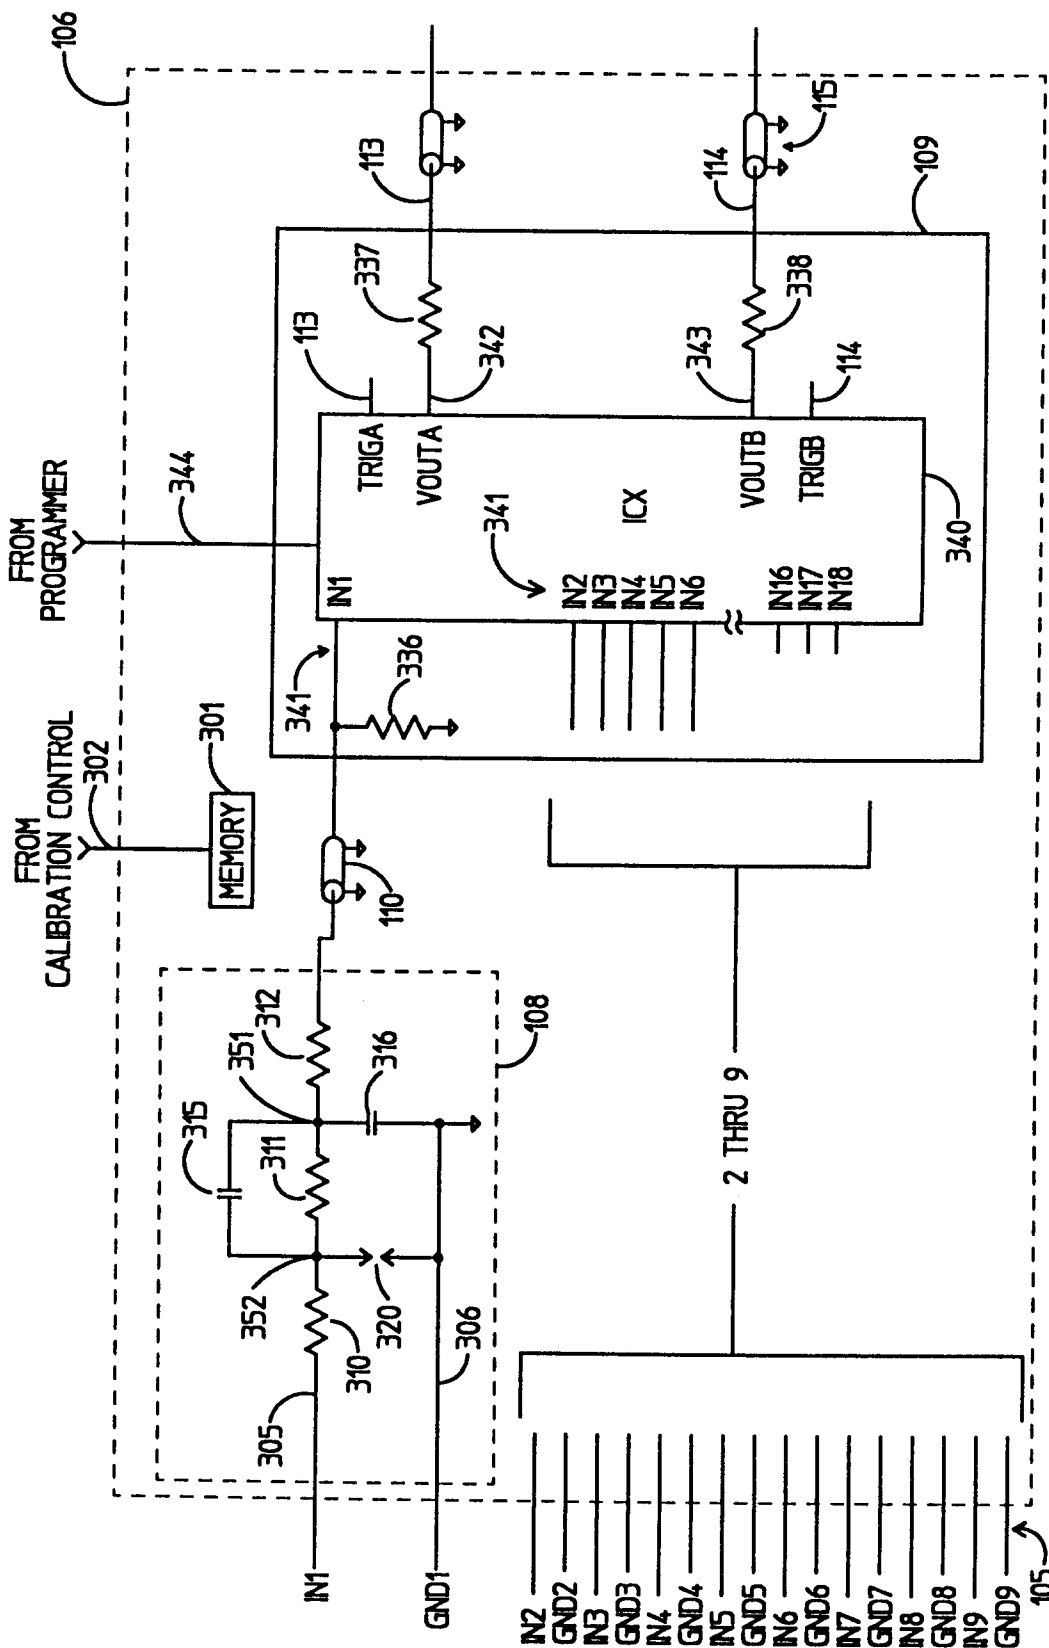 106
FROM
PROGRAMMER
344
FROM
CALIBRATION CONTROL
302
301
MEMORY
113
115
114
109
337
338
113
342
343
114
TRIGA
VOUTA
VOUTB
TRIGB
ICX
341
340
IN1
IN2
IN3
IN4
IN5
IN6
IN16
IN17
IN18
341
336
110
108
312
351
316
315
311
352
320
310
306
305
2 THRU 9
IN1
GND1
IN2
GND2
IN3
GND3
IN4
GND4
IN5
GND5
IN6
GND6
IN7
GND7
IN8
GND8
IN9
GND9
105